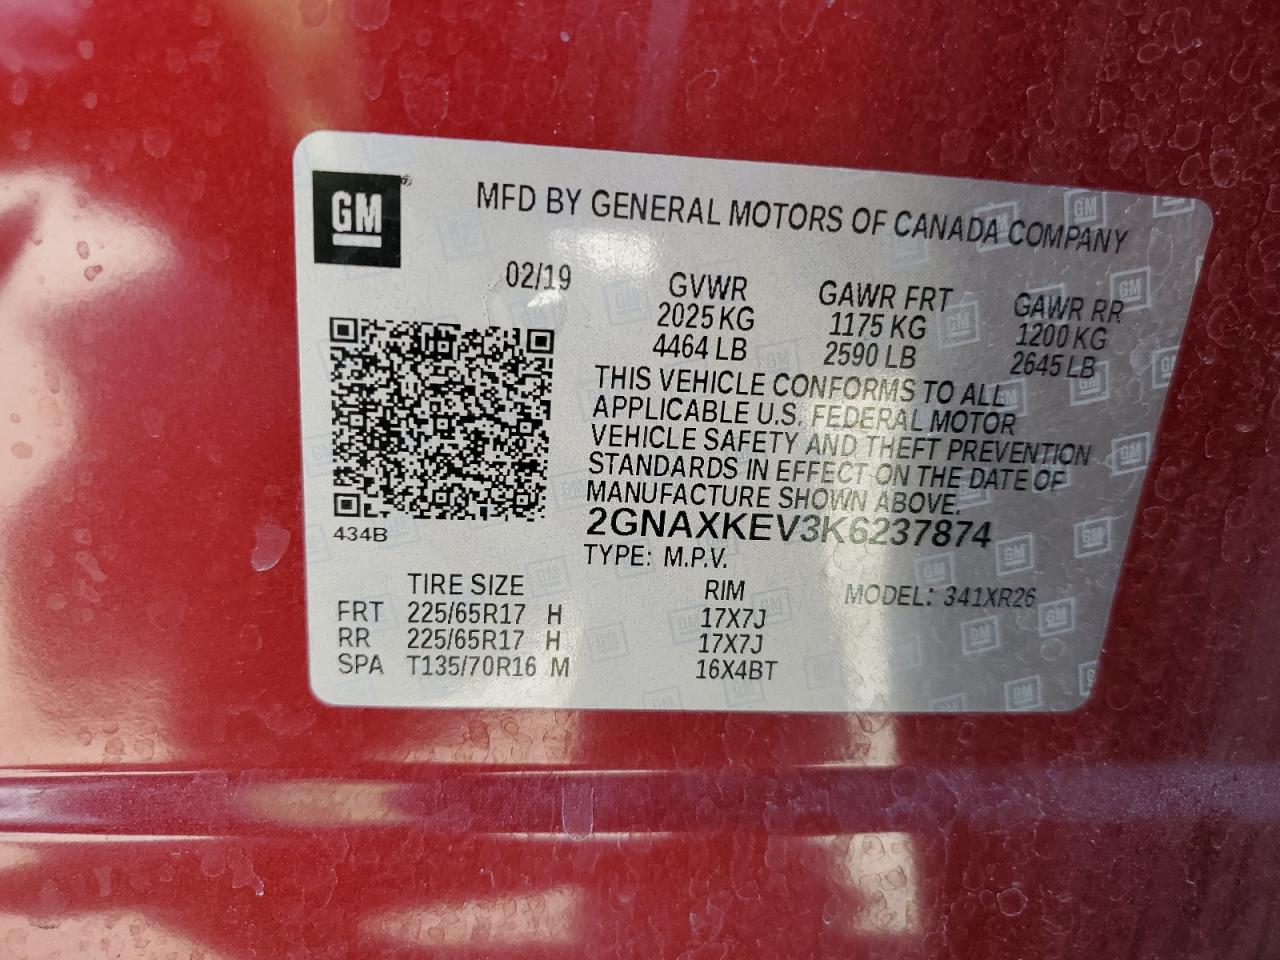 GM
MFD BY GENERAL MOTORS OF CANADA COMPANY
02/19
GVWR GAWR FRT GAWR RR
2025 KG 1175 KG 1200 KG
4464 LB 2590 LB 2645 LB
THIS VEHICLE CONFORMS TO ALL
APPLICABLE U.S. FEDERAL MOTOR
VEHICLE SAFETY AND THEFT PREVENTION
STANDARDS IN EFFECT ON THE DATE OF
MANUFACTURE SHOWN ABOVE.
434B
2GNAXKEV3K6237874
TYPE: M.P.V.
TIRE SIZE RIM MODEL: 341XR26
FRT 225/65R17 H 17X7J
RR 225/65R17 H 17X7J
SPA T135/70R16 M 16X4BT